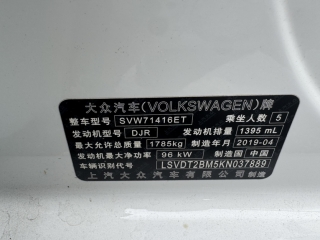 大众汽车(VOLKSWAGEN)牌
整车型号 SVW71416ET 乘坐人数 5
发动机型号 DJR 发动机排量 1395 mL
最大允许总质量 1785kg 制造年月 2019-04
发动机最大净功率 96 kW 制造国 中国
车辆识别代号 LSVDT2BM5KN037889
上汽大众汽车有限公司 制造